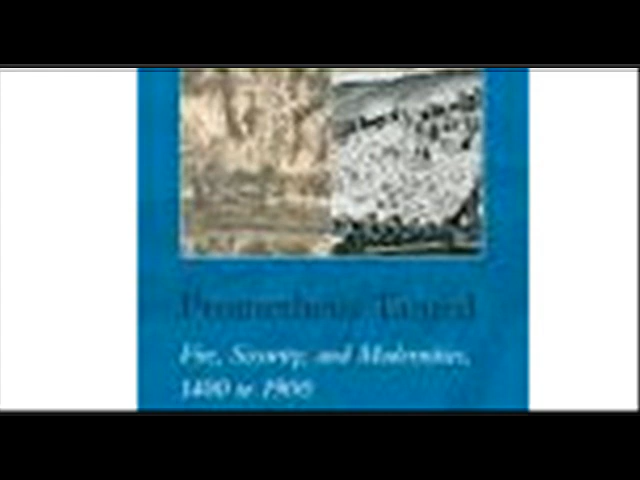 Prometheus Tamed
Fire, Security, and Modernities,
1400 to 1900